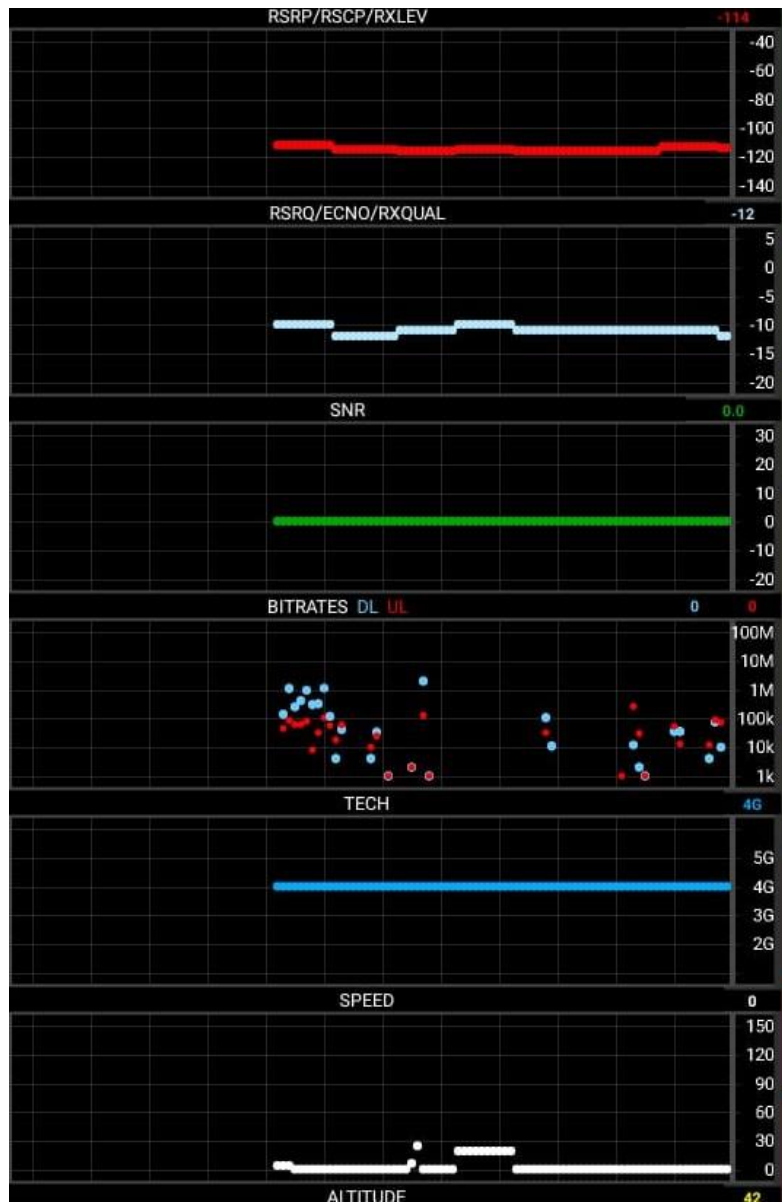 RSRP/RSCP/RXLEV -114
-40
-60
-80
-100
-120
-140
RSRQ/ECNO/RXQUAL -12
5
0
-5
-10
-15
-20
SNR 0.0
30
20
10
0
-10
-20
BITRATES DL UL 0 0
100M
10M
1M
100k
10k
1k
TECH 4G
5G
4G
3G
2G
SPEED 0
150
120
90
60
30
0
ALTITUDE 42